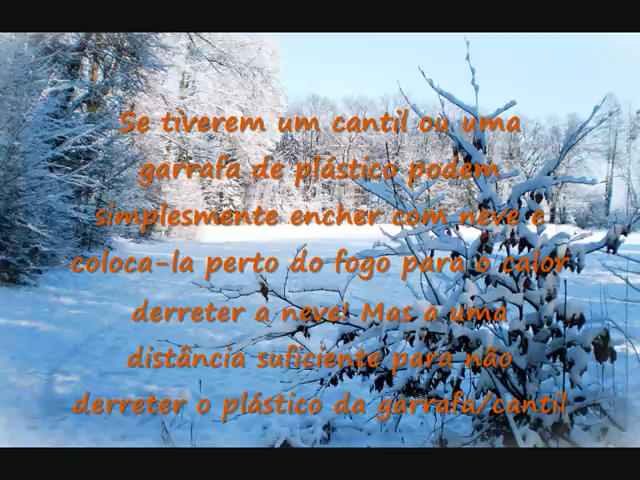 Se tiverem um cantil ou uma
garrafa de plástico podem
simplesmente encher com neve e
coloca-la perto do fogo para o calor
derreter a neve! Mas a uma
distância suficiente para não
derreter o plástico da garrafa/cantil